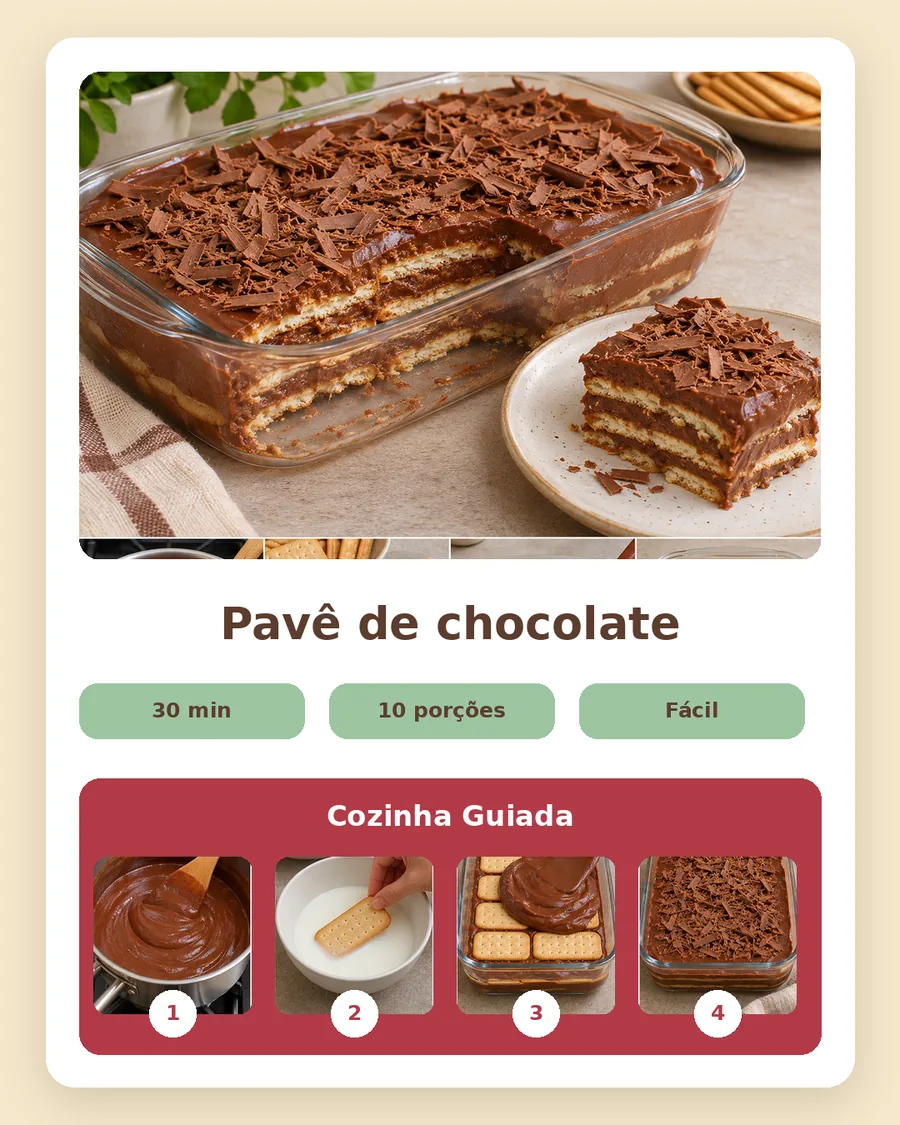 Pavê de chocolate
30 min
10 porções
Fácil
Cozinha Guiada
1
2
3
4